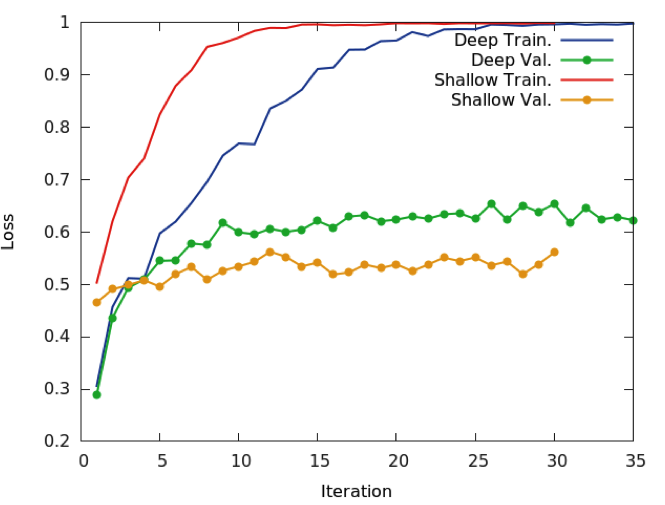 1
0.9
0.8
0.7
0.6
0.5
0.4
0.3
0.2
Loss
Deep Train.
Deep Val.
Shallow Train.
Shallow Val.
0 5 10 15 20 25 30 35
Iteration